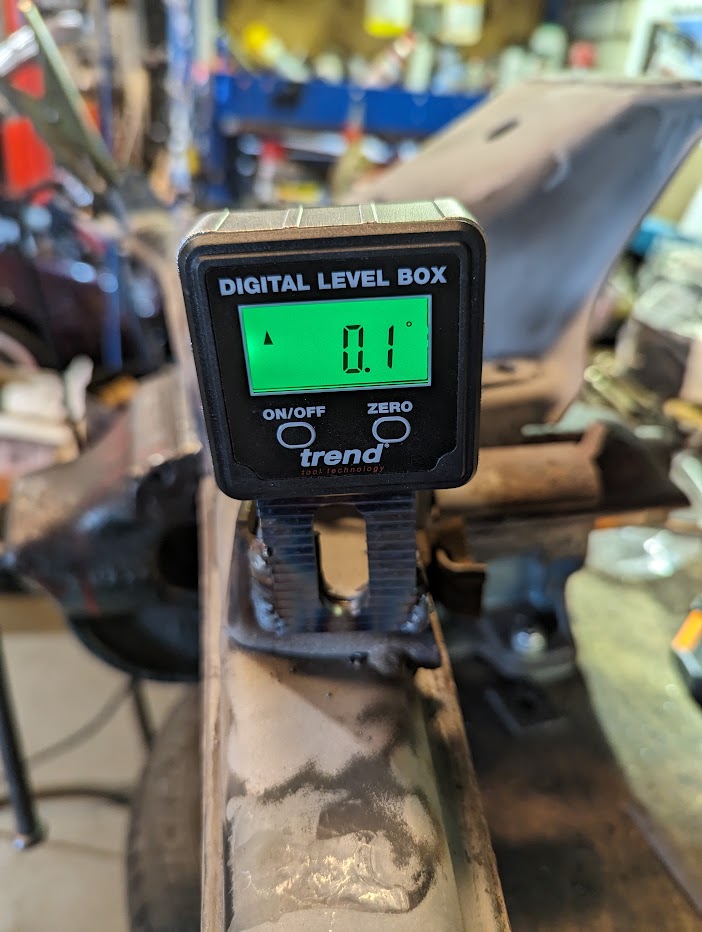 DIGITAL LEVEL BOX
0.1°
ON/OFF ZERO
trend®
tool technology